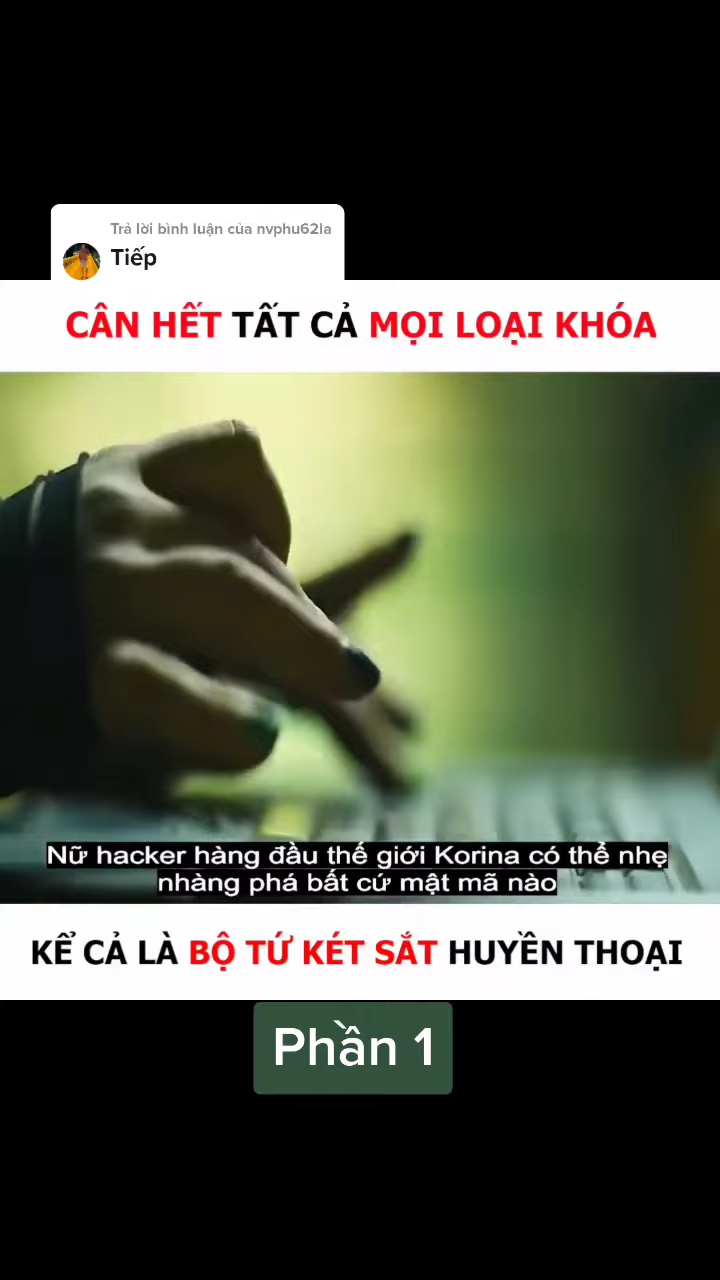 Trả lời bình luận của nvphu62la
Tiếp
CÂN HẾT TẤT CẢ MỌI LOẠI KHÓA
Nữ hacker hàng đầu thế giới Korina có thể nhẹ
nhàng phá bất cứ mật mã nào
KỂ CẢ LÀ BỘ TỨ KÉT SẮT HUYỀN THOẠI
Phần 1